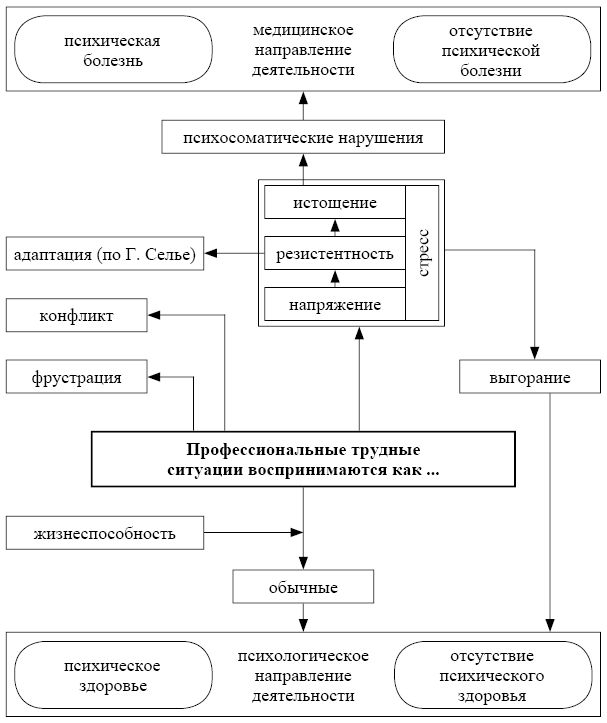 психическая
болезнь
медицинское
направление
деятельности
отсутствие
психической
болезни
психосоматические нарушения
истощение
резистентность
напряжение
стресс
адаптация (по Г. Селье)
конфликт
фрустрация
выгорание
Профессиональные трудные
ситуации воспринимаются как ...
жизнеспособность
обычные
психическое
здоровье
психологическое
направление
деятельности
отсутствие
психического
здоровья